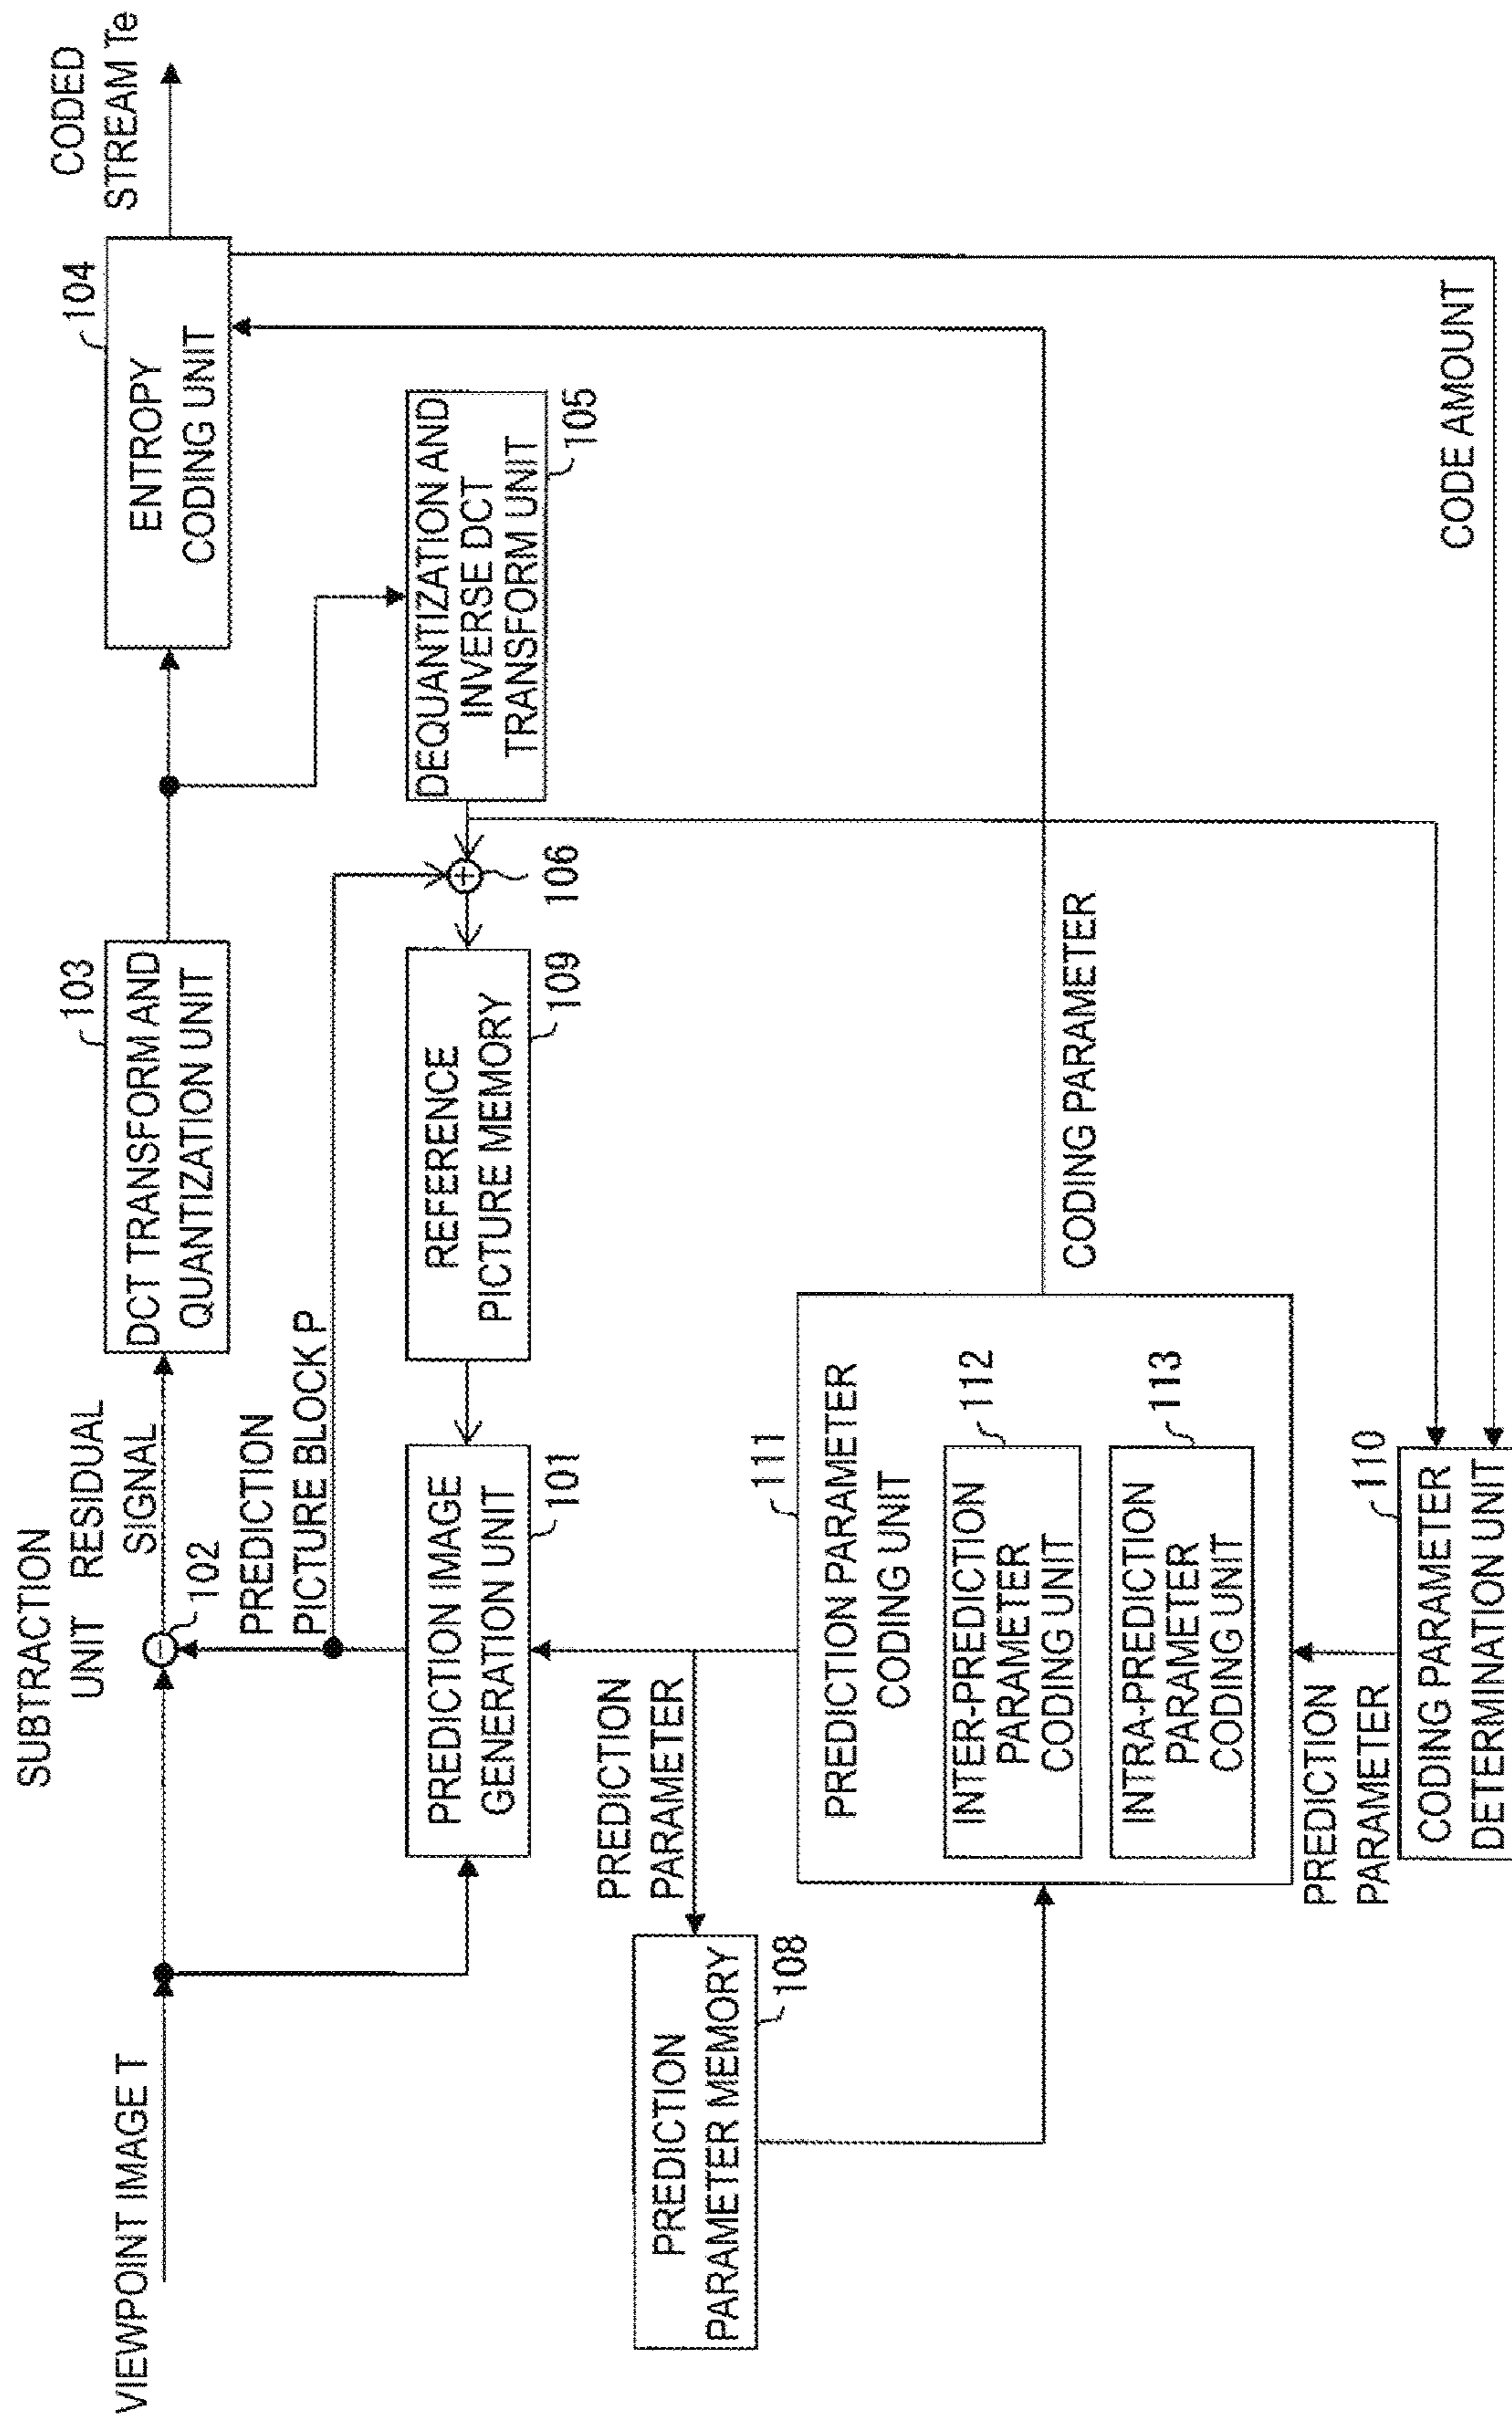 VIEWPOINT IMAGE T
SUBTRACTION
UNIT
RESIDUAL
SIGNAL
102
103
DCT TRANSFORM AND
QUANTIZATION UNIT
104
ENTROPY
CODING UNIT
CODED
STREAM Te
PREDICTION
PICTURE BLOCK P
PREDICTION IMAGE
GENERATION UNIT
101
REFERENCE
PICTURE MEMORY
109
106
DEQUANTIZATION AND
INVERSE DCT
TRANSFORM UNIT
105
PREDICTION
PARAMETER
PREDICTION
PARAMETER MEMORY
108
111
PREDICTION PARAMETER
CODING UNIT
112
INTER-PREDICTION
PARAMETER
CODING UNIT
113
INTRA-PREDICTION
PARAMETER
CODING UNIT
CODING PARAMETER
PREDICTION
PARAMETER
110
CODING PARAMETER
DETERMINATION UNIT
CODE AMOUNT